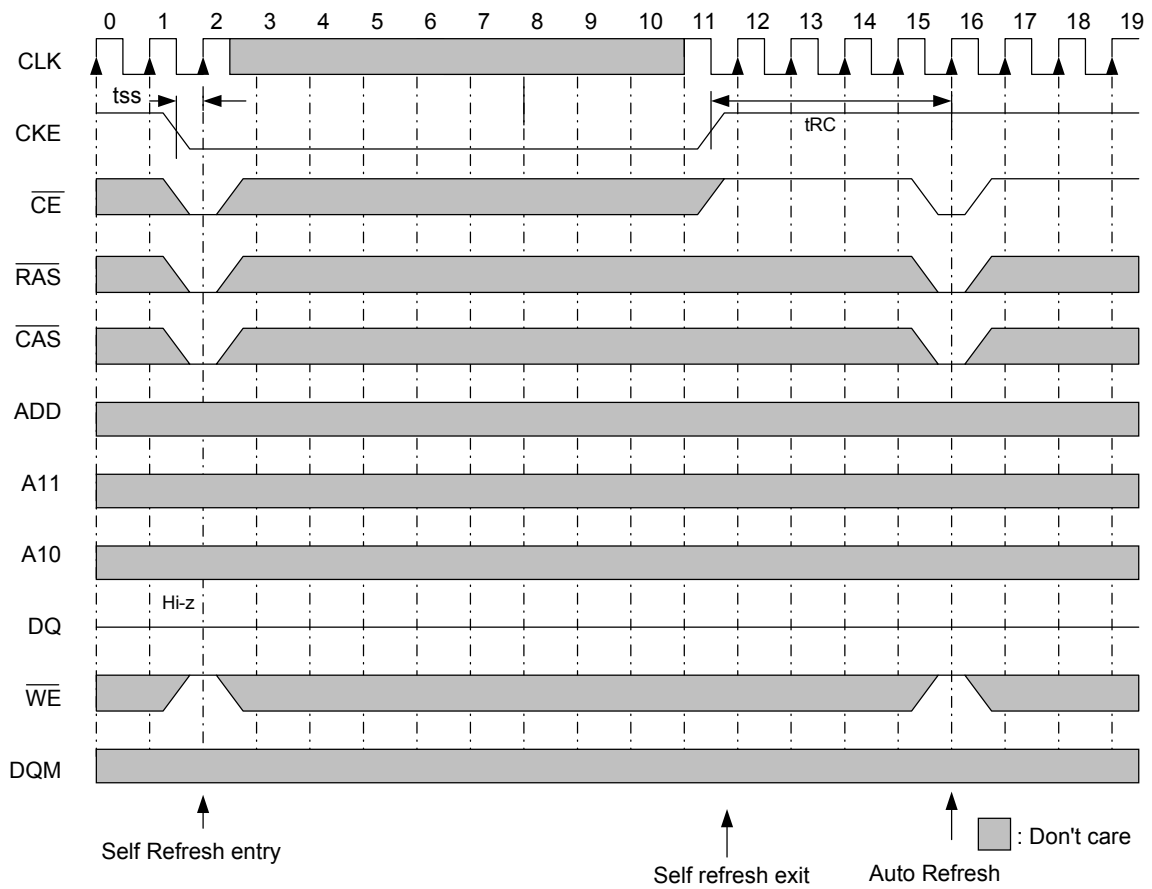 0 1 2 3 4 5 6 7 8 9 10 11 12 13 14 15 16 17 18 19
CLK
tss
CKE
tRC
CE
RAS
CAS
ADD
A11
A10
Hi-z
DQ
WE
DQM
Self Refresh entry
Self refresh exit
Auto Refresh
: Don't care